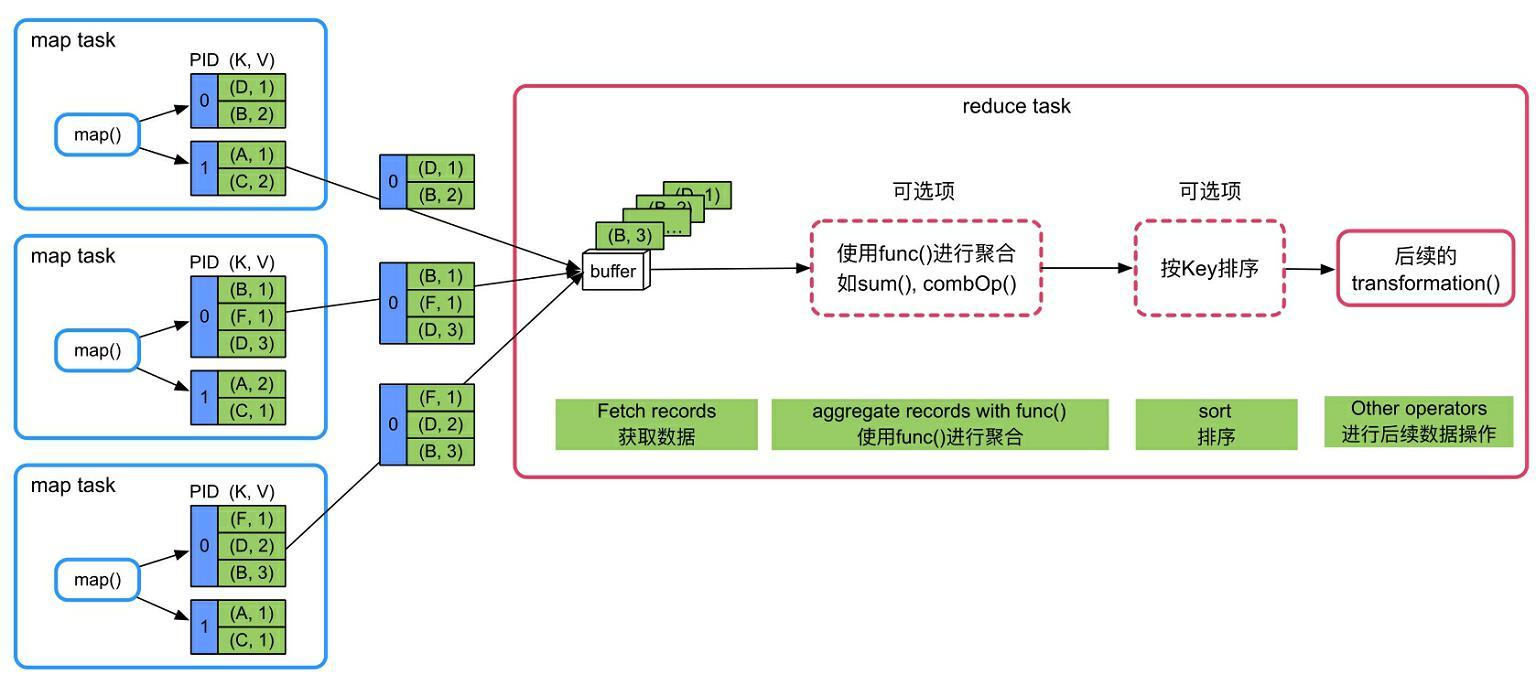 map task
PID (K, V)
map()
0
(D, 1)
(B, 2)
1
(A, 1)
(C, 2)
map task
PID (K, V)
map()
0
(B, 1)
(F, 1)
(D, 3)
1
(A, 2)
(C, 1)
map task
PID (K, V)
map()
0
(F, 1)
(D, 2)
(B, 3)
1
(A, 1)
(C, 1)
0
(D, 1)
(B, 2)
0
(B, 1)
(F, 1)
(D, 3)
0
(F, 1)
(D, 2)
(B, 3)
reduce task
(D, 1)
(B, 2)
...
(B, 3)
buffer
可选项
使用func()进行聚合
如sum(), combOp()
可选项
按Key排序
后续的
transformation()
Fetch records
获取数据
aggregate records with func()
使用func()进行聚合
sort
排序
Other operators
进行后续数据操作